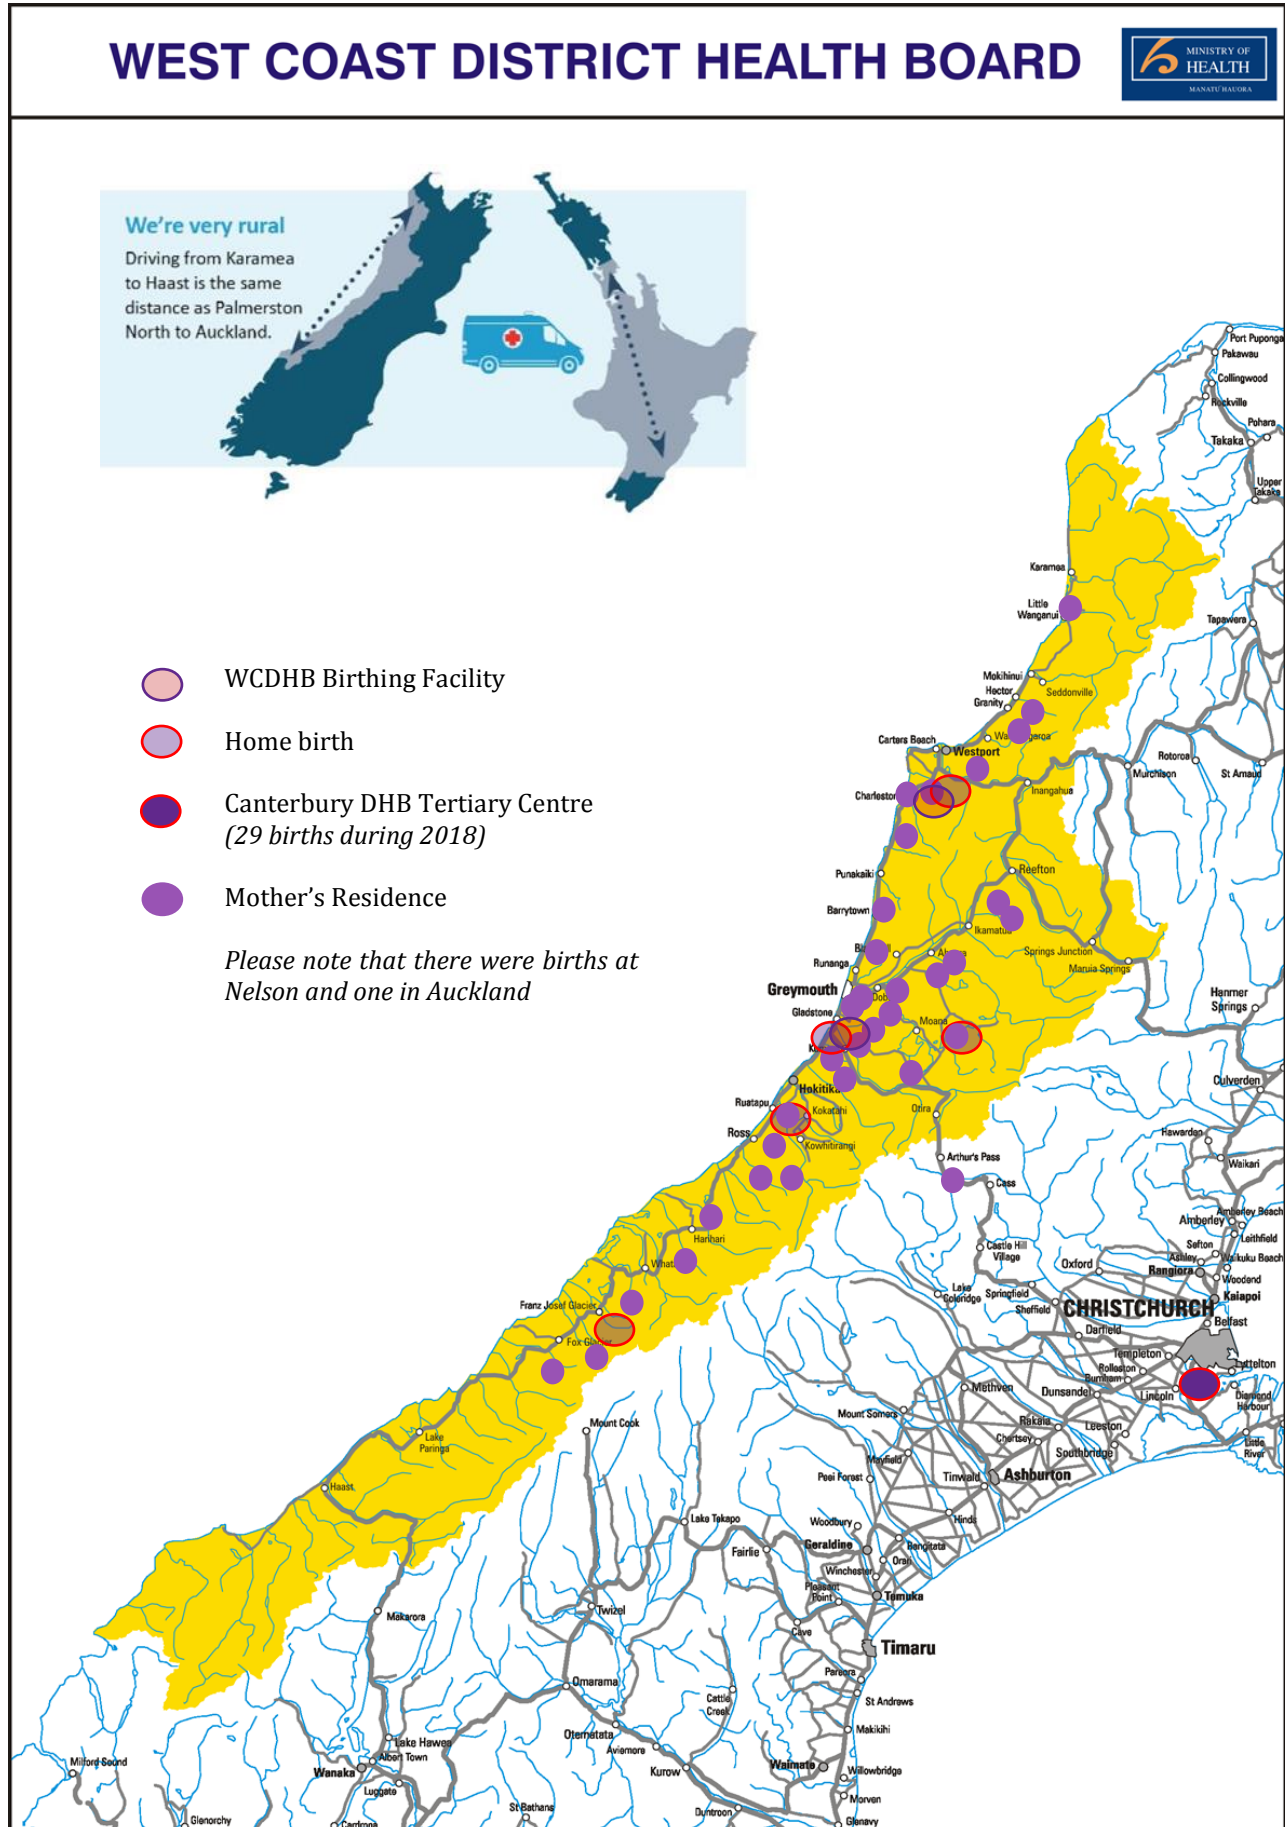 WEST COAST DISTRICT HEALTH BOARD
MINISTRY OF
HEALTH
MANATŪ HAUORA
We're very rural
Driving from Karamea
to Haast is the same
distance as Palmerston
North to Auckland.
WCDHB Birthing Facility
Home birth
Canterbury DHB Tertiary Centre
(29 births during 2018)
Mother's Residence
Please note that there were births at
Nelson and one in Auckland
Port Puponga
Pakawau
Collingwood
Rockville
Pohara
Takaka
Upper
Takaka
Karamea
Little
Wanganui
Tapawera
Mokihinui
Seddonville
Hector
Granity
Carters Beach
Westport
Rotoroa
Murchison
St Arnaud
Inangahua
Charleston
Punakaiki
Reefton
Barrytown
Ikamatua
Springs Junction
Maruia Springs
Runanga
Greymouth
Gladstone
Moana
Hanmer
Springs
Hokitika
Culverden
Ruatapu
Kokatahi
Otira
Ross
Kowhitirangi
Hawarden
Waikari
Arthur's Pass
Cass
Amberley Beach
Amberley
Leithfield
Harihari
Castle Hill
Village
Sefton
Ashley
Waikuku Beach
Oxford
Rangiora
Woodend
Lake
Coleridge
Springfield
Sheffield
Kaiapoi
CHRISTCHURCH
Belfast
Franz Josef Glacier
Darfield
Fox Glacier
Templeton
Rolleston
Burnham
Lyttelton
Methven
Dunsandel
Lincoln
Diamond
Harbour
Mount Somers
Rakaia
Leeston
Chertsey
Southbridge
Little
River
Mount Cook
Lake
Paringa
Mayfield
Peel Forest
Tinwald
Ashburton
Haast
Lake Tekapo
Woodbury
Hinds
Fairlie
Geraldine
Rangitata
Orari
Winchester
Pleasant
Point
Temuka
Makarora
Twizel
Cave
Timaru
Pareora
Omarama
Cattle
Creek
St Andrews
Otematata
Makikihi
Lake Hawea
Albert Town
Aviemore
Milford Sound
Wanaka
Kurow
Waimate
Willowbridge
Luggate
Morven
St Bathans
Duntroon
Glenorchy
Cardrona
Glenavy